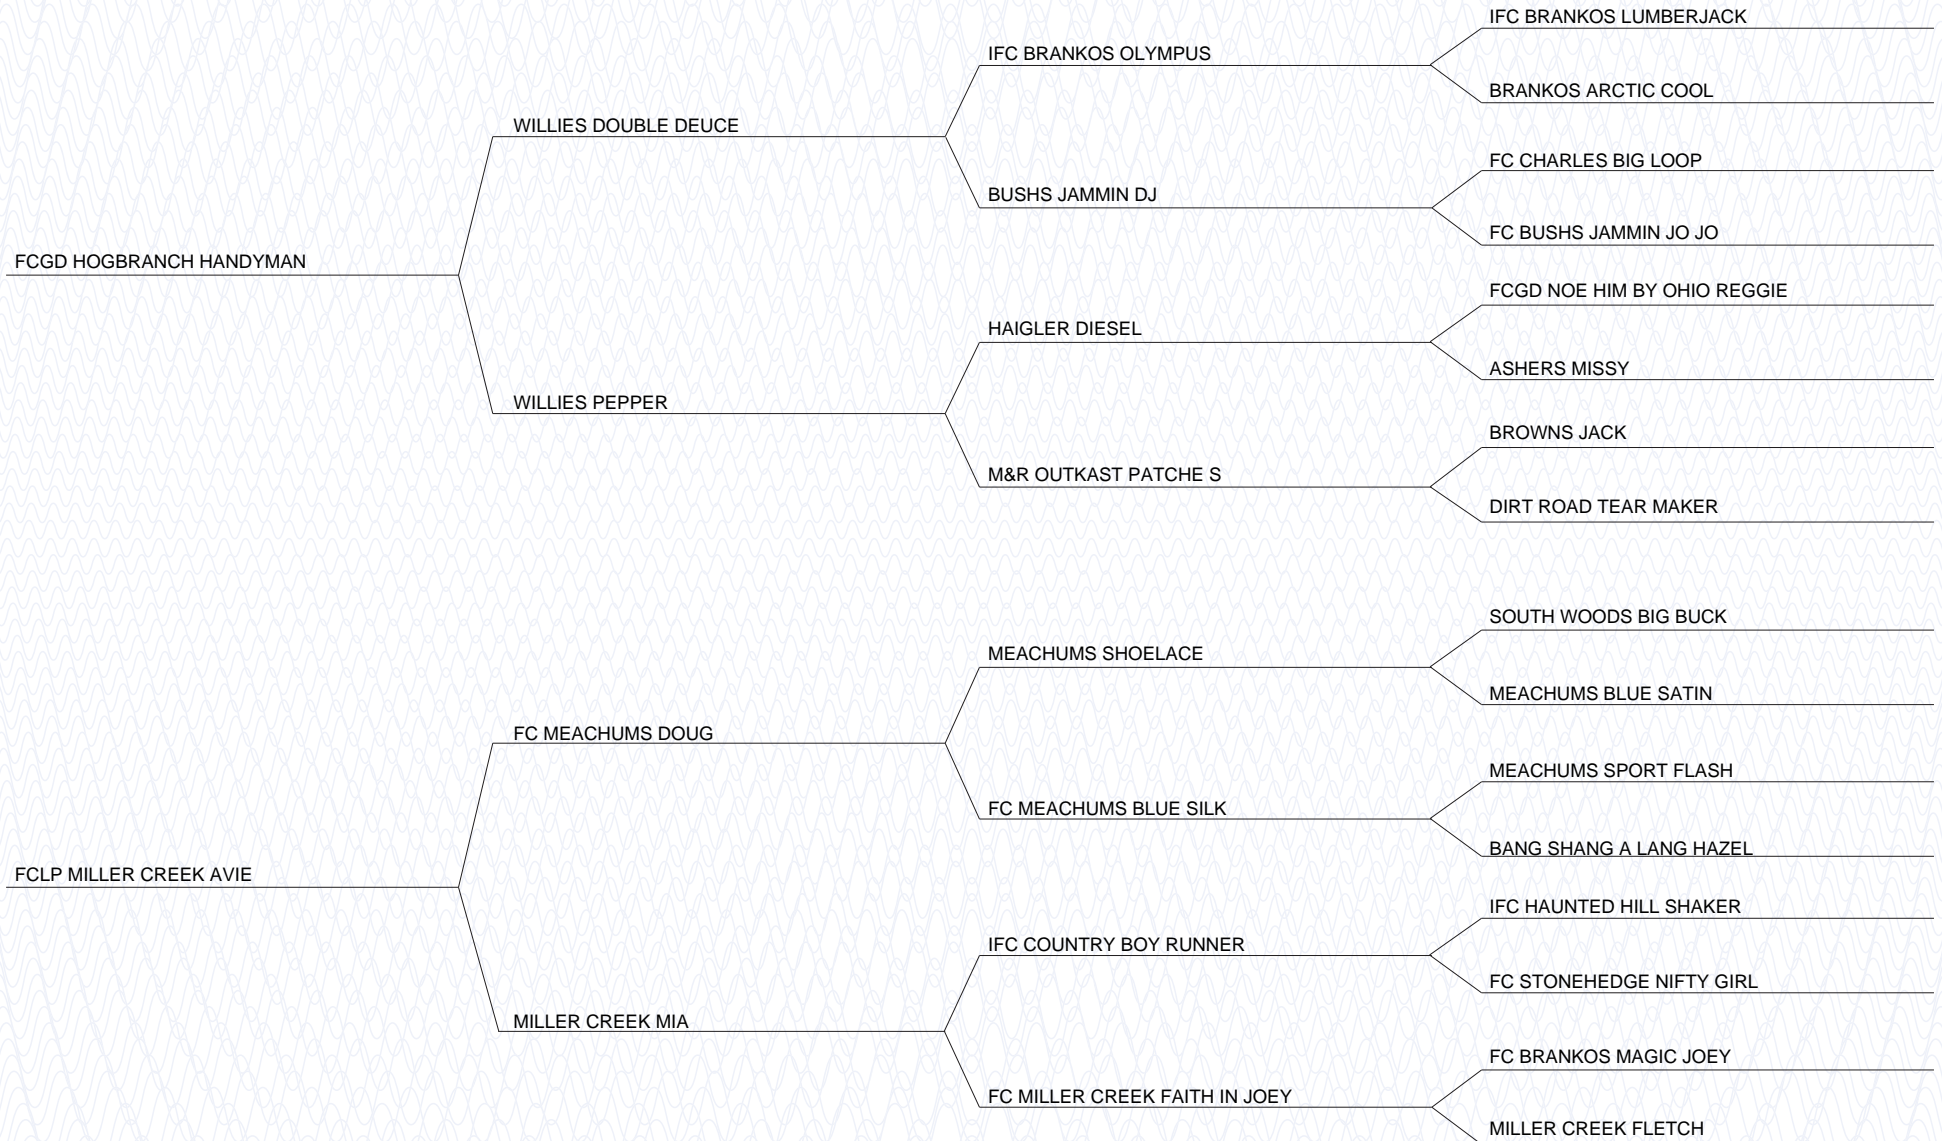 IFC BRANKOS LUMBERJACK
IFC BRANKOS OLYMPUS
BRANKOS ARCTIC COOL
WILLIES DOUBLE DEUCE
FC CHARLES BIG LOOP
BUSHS JAMMIN DJ
FC BUSHS JAMMIN JO JO
FCGD HOGBRANCH HANDYMAN
FCGD NOE HIM BY OHIO REGGIE
HAIGLER DIESEL
ASHERS MISSY
WILLIES PEPPER
BROWNS JACK
M&R OUTKAST PATCHE S
DIRT ROAD TEAR MAKER
SOUTH WOODS BIG BUCK
MEACHUMS SHOELACE
MEACHUMS BLUE SATIN
FC MEACHUMS DOUG
MEACHUMS SPORT FLASH
FC MEACHUMS BLUE SILK
BANG SHANG A LANG HAZEL
FCLP MILLER CREEK AVIE
IFC HAUNTED HILL SHAKER
IFC COUNTRY BOY RUNNER
FC STONEHEDGE NIFTY GIRL
MILLER CREEK MIA
FC BRANKOS MAGIC JOEY
FC MILLER CREEK FAITH IN JOEY
MILLER CREEK FLETCH